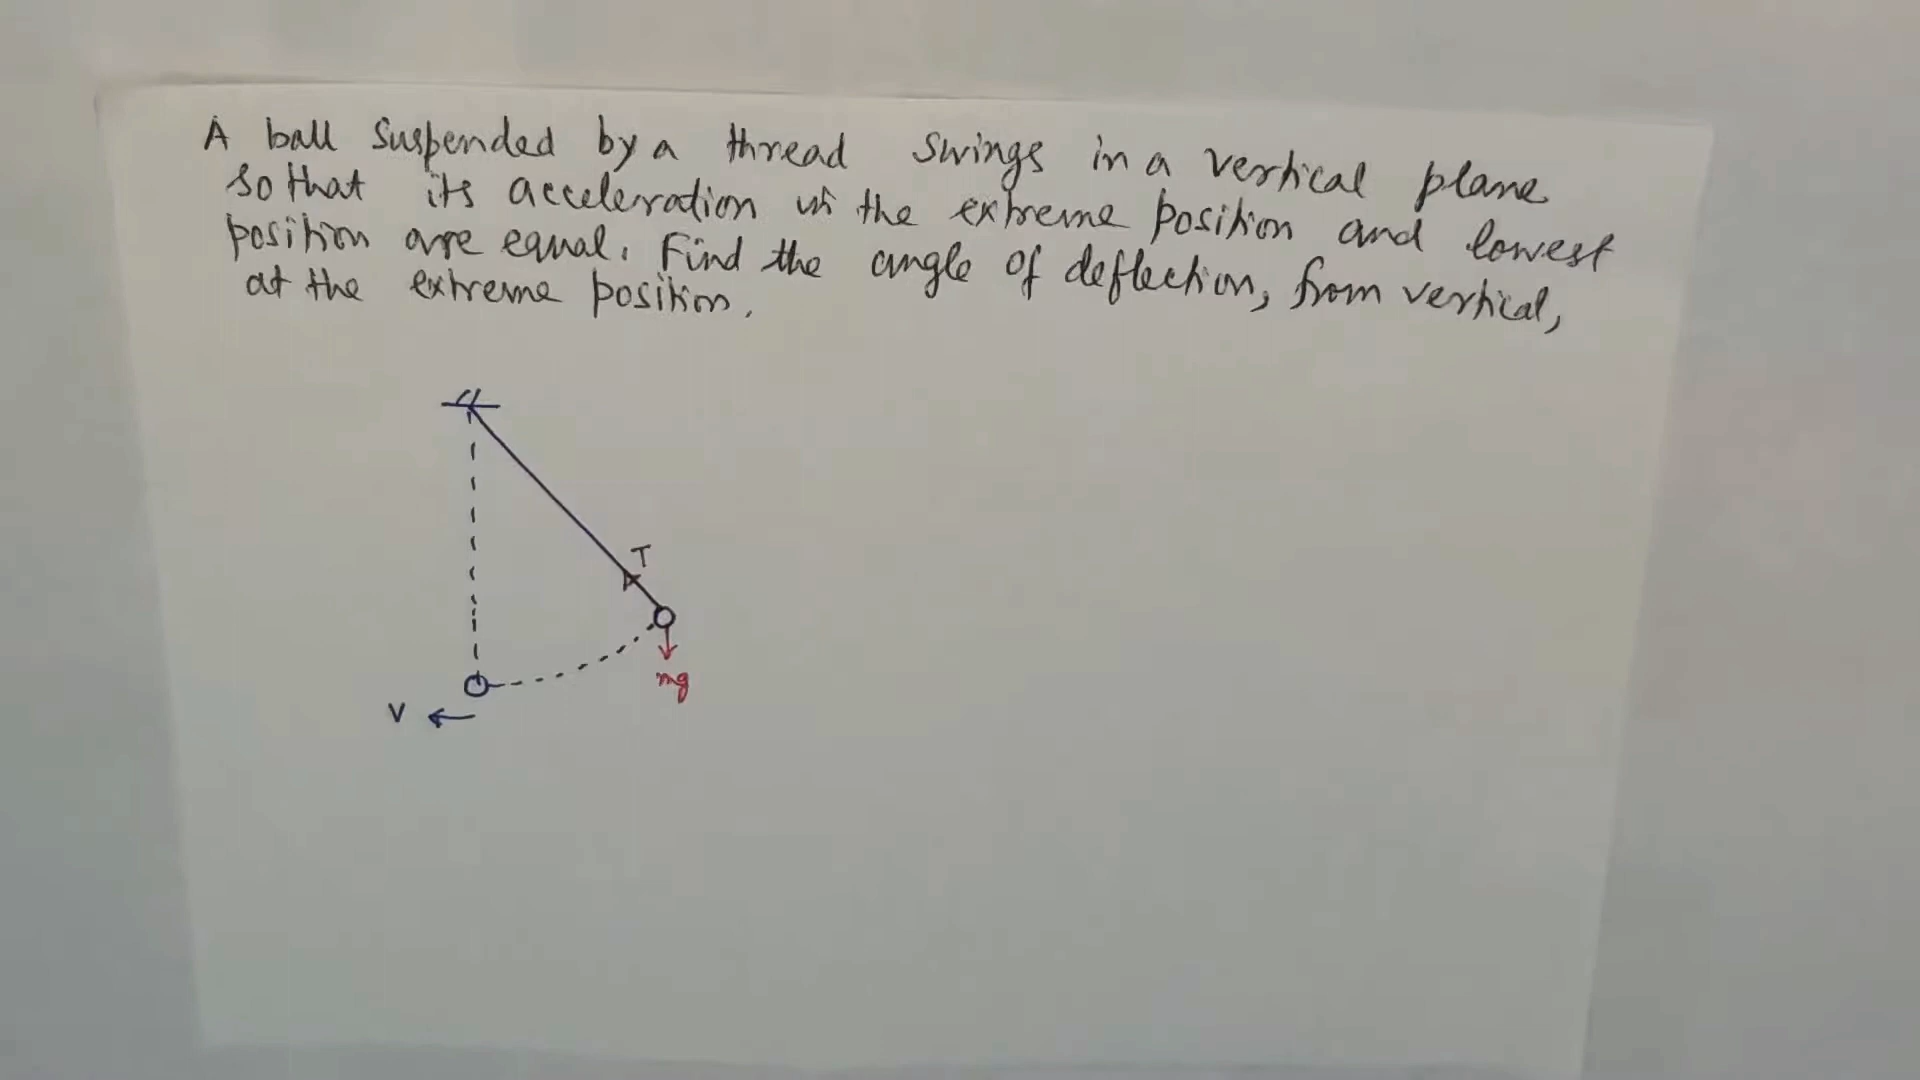 A ball suspended by a thread swings in a vertical plane
so that its acceleration in the extreme position and lowest
position are equal. Find the angle of deflection, from vertical,
at the extreme position.
T
mg
V